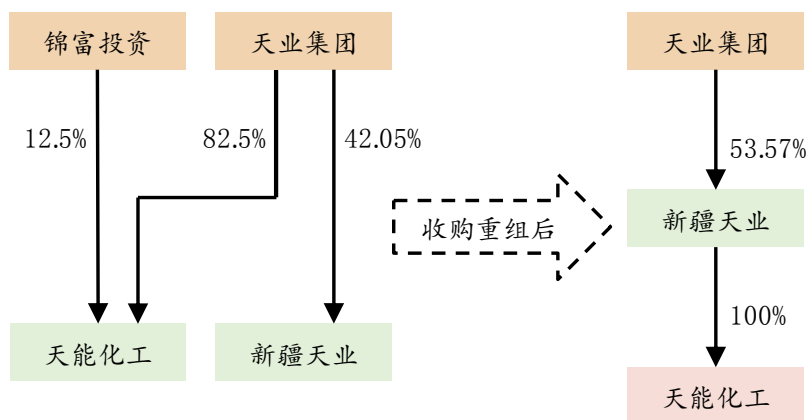 锦富投资
天业集团
天业集团
12.5%
82.5%
42.05%
53.57%
收购重组后
新疆天业
天能化工
新疆天业
100%
天能化工